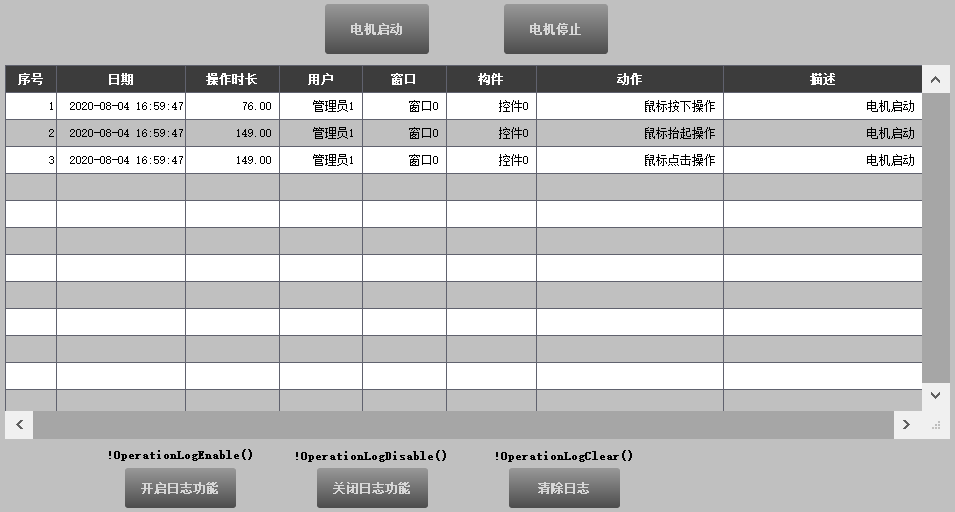 电机启动 电机停止
序号 日期 操作时长 用户 窗口 构件 动作 描述
1 2020-08-04 16:59:47 76.00 管理员1 窗口0 控件0 鼠标按下操作 电机启动
2 2020-08-04 16:59:47 149.00 管理员1 窗口0 控件0 鼠标抬起操作 电机启动
3 2020-08-04 16:59:47 149.00 管理员1 窗口0 控件0 鼠标点击操作 电机启动
!OperationLogEnable() !OperationLogDisable() !OperationLogClear()
开启日志功能 关闭日志功能 清除日志